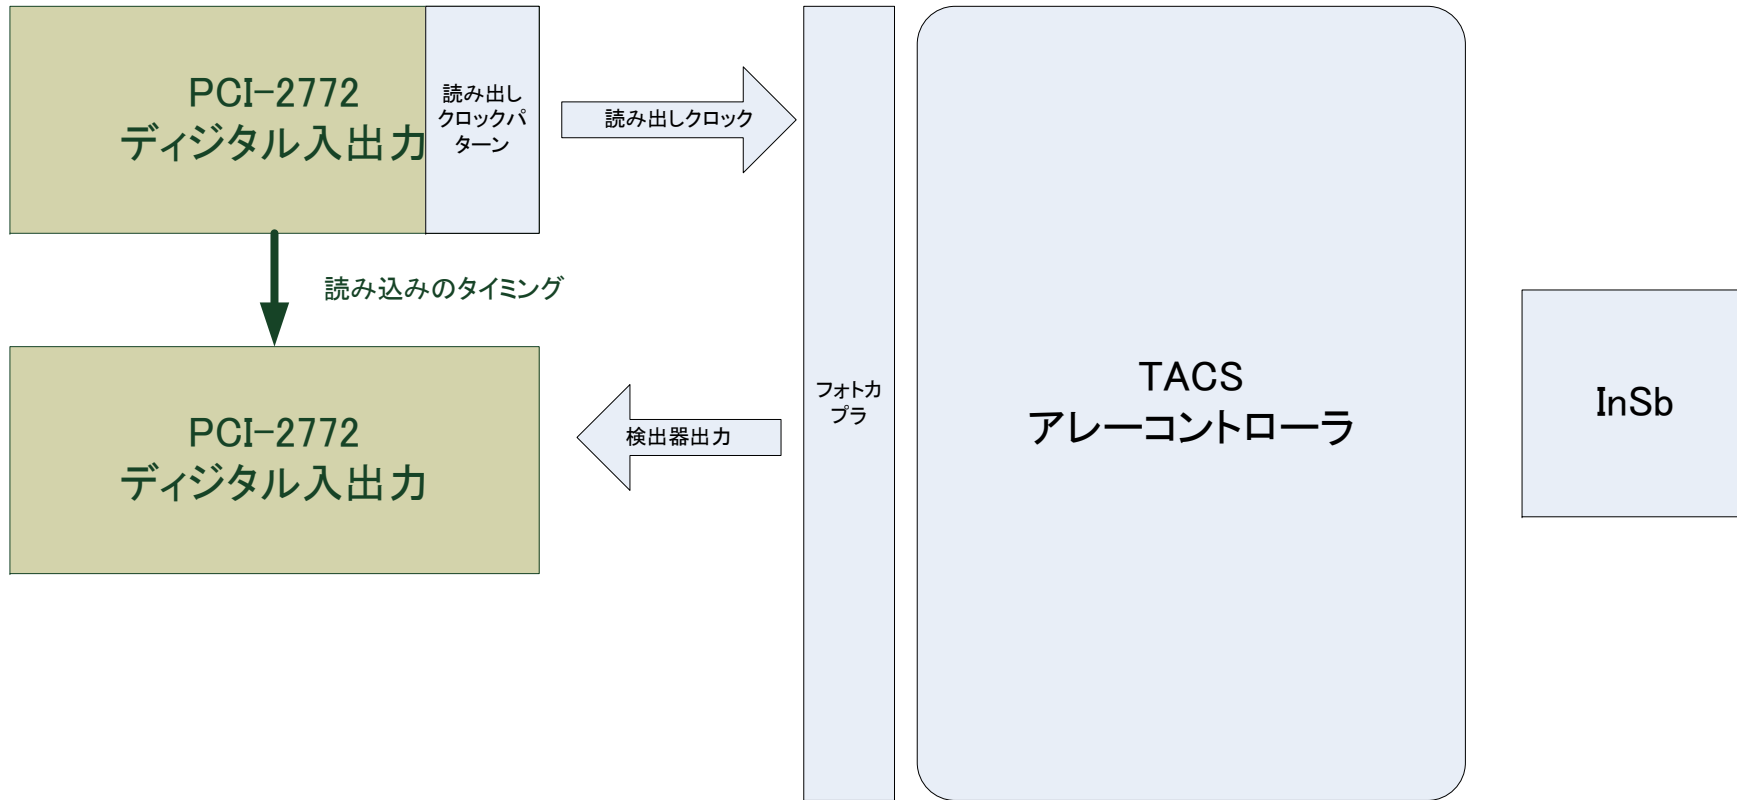 PCI-2772
ディジタル入出力
読み出し
クロックパ
ターン
読み出しクロック
読み込みのタイミング
PCI-2772
ディジタル入出力
検出器出力
フォトカ
プラ
TACS
アレーコントローラ
InSb